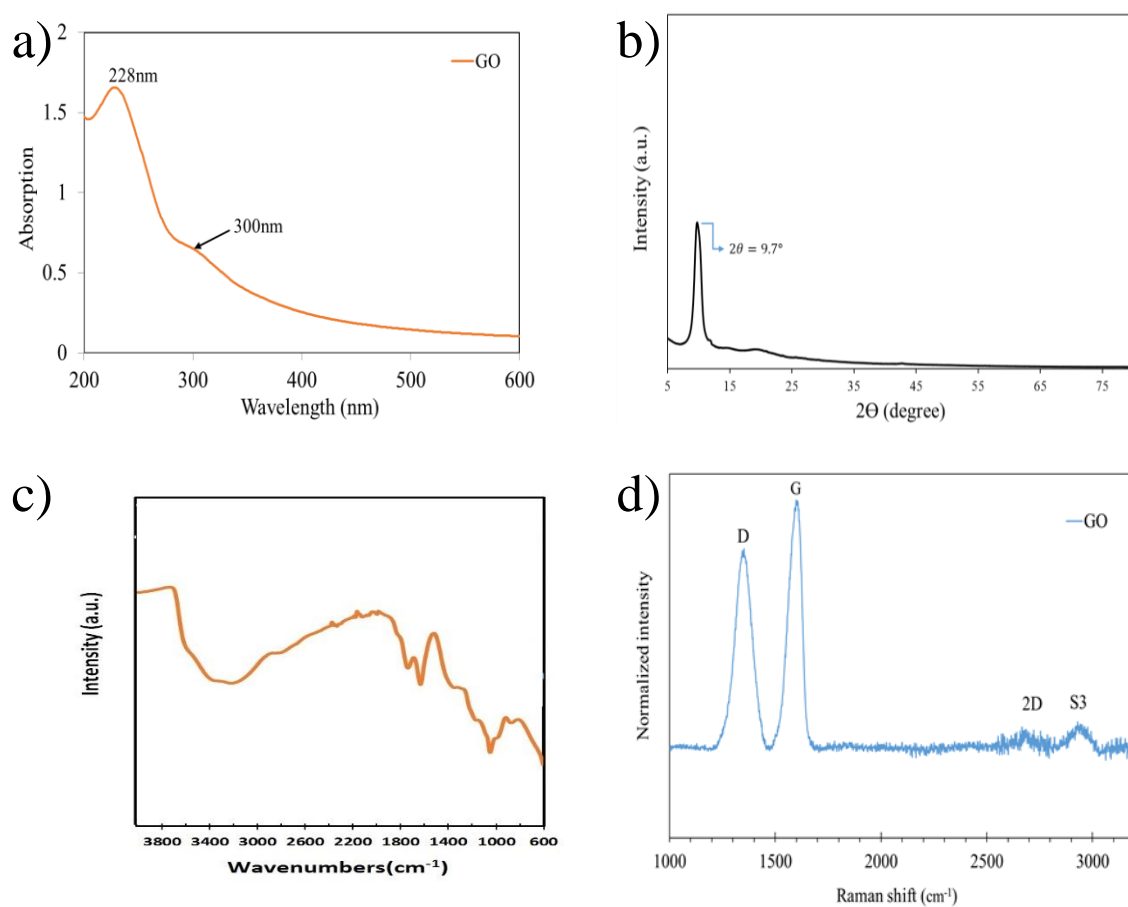 a)
2
1.5
1
0.5
0
200
300
400
500
600
Absorption
Wavelength (nm)
228nm
300nm
GO
b)
Intensity (a.u.)
2θ = 9.7°
5
15
25
35
45
55
65
75
2Θ (degree)
c)
Intensity (a.u.)
3800 3400 3000 2600 2200 1800 1400 1000 600
Wavenumbers(cm⁻¹)
d)
Normalized intensity
D
G
2D
S3
GO
1000
1500
2000
2500
3000
Raman shift (cm⁻¹)